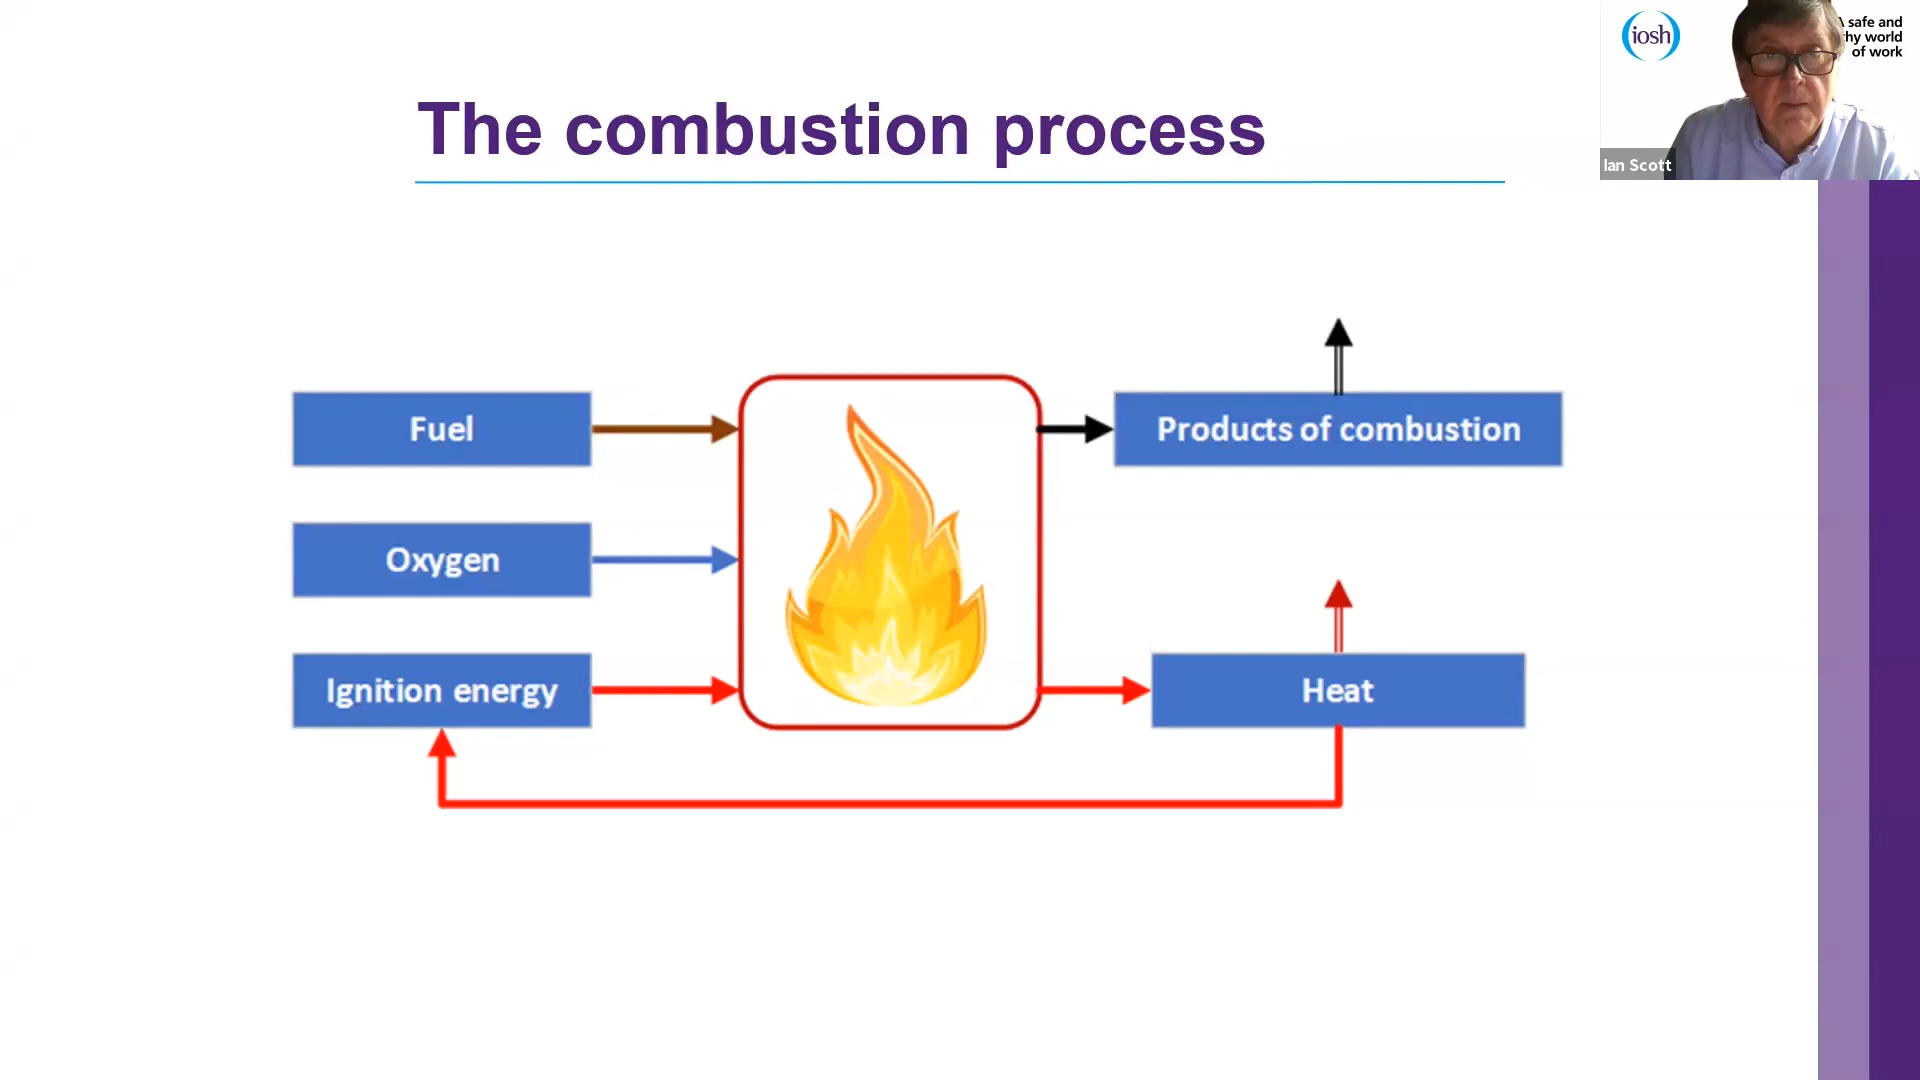 iosh
safe and
hy world
of work
Ian Scott
The combustion process
Fuel
Products of combustion
Oxygen
Ignition energy
Heat